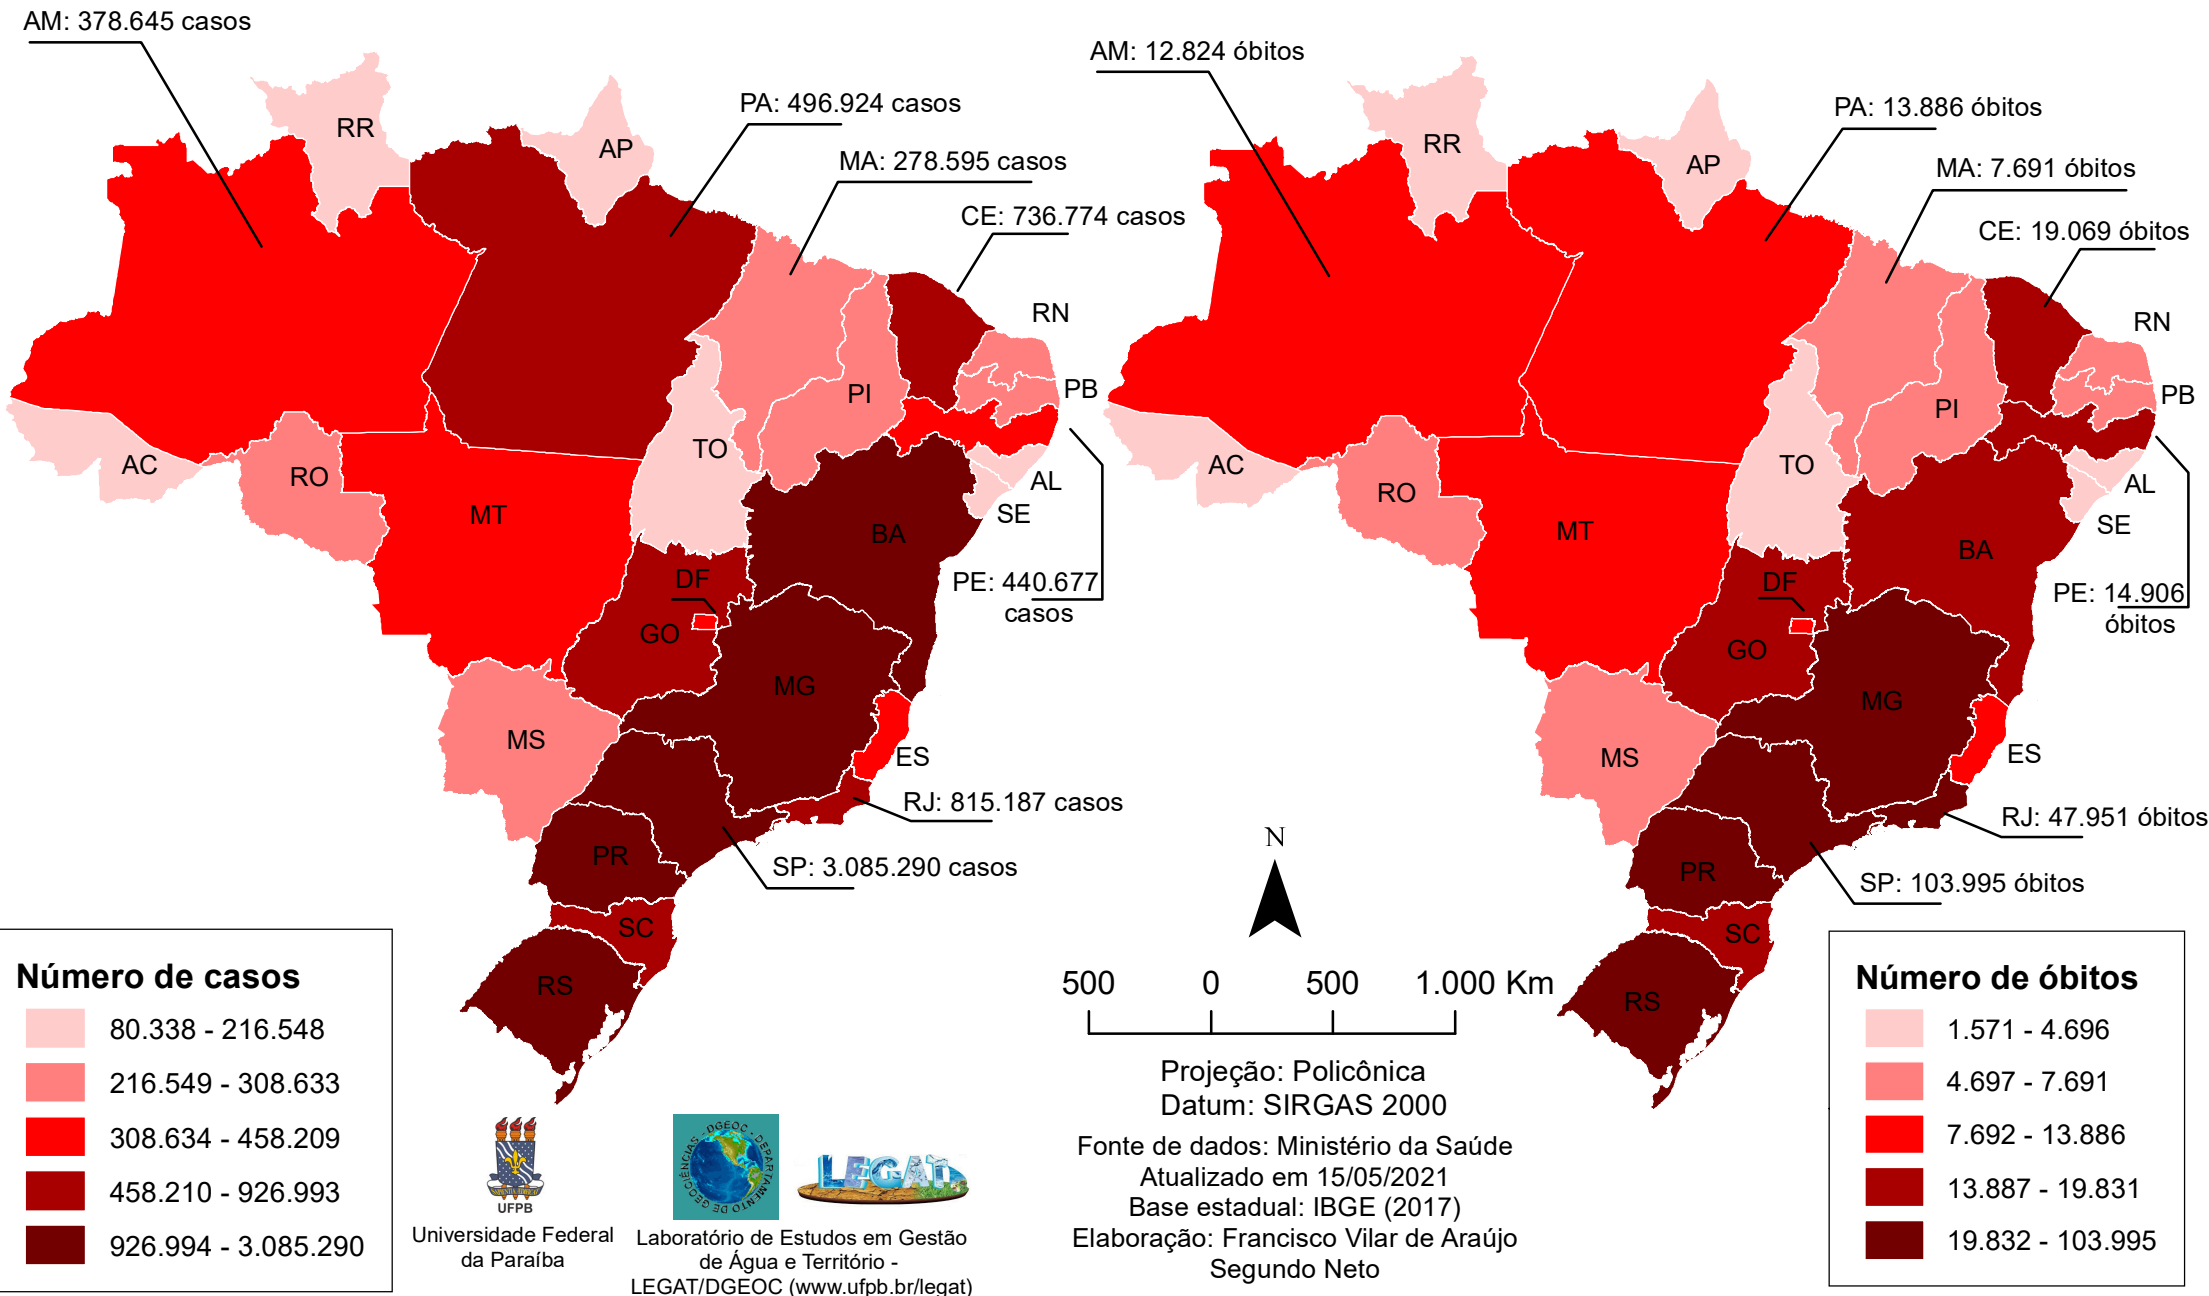 AM: 378.645 casos
RR
AP
PA: 496.924 casos
MA: 278.595 casos
CE: 736.774 casos
RN
PB
PI
TO
AC
RO
MT
AL
SE
BA
DF
PE: 440.677
casos
GO
MG
MS
ES
RJ: 815.187 casos
PR
SP: 3.085.290 casos
SC
RS
Número de casos
80.338 - 216.548
216.549 - 308.633
308.634 - 458.209
458.210 - 926.993
926.994 - 3.085.290
AM: 12.824 óbitos
RR
AP
PA: 13.886 óbitos
MA: 7.691 óbitos
CE: 19.069 óbitos
RN
PB
PI
TO
AC
RO
MT
AL
SE
BA
DF
PE: 14.906
óbitos
GO
MG
MS
ES
RJ: 47.951 óbitos
PR
SP: 103.995 óbitos
SC
RS
Número de óbitos
1.571 - 4.696
4.697 - 7.691
7.692 - 13.886
13.887 - 19.831
19.832 - 103.995
N
500 0 500 1.000 Km
Projeção: Policônica
Datum: SIRGAS 2000
Fonte de dados: Ministério da Saúde
Atualizado em 15/05/2021
Base estadual: IBGE (2017)
Elaboração: Francisco Vilar de Araújo
Segundo Neto
UFPB
Universidade Federal
da Paraíba
DGEOC - DEPARTAMENTO DE GEOCIÊNCIAS -
LEGAT
Laboratório de Estudos em Gestão
de Água e Território -
LEGAT/DGEOC (www.ufpb.br/legat)